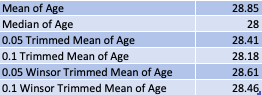 Mean of Age 28.85
Median of Age 28
0.05 Trimmed Mean of Age 28.41
0.1 Trimmed Mean of Age 28.18
0.05 Winsor Trimmed Mean of Age 28.61
0.1 Winsor Trimmed Mean of Age 28.46